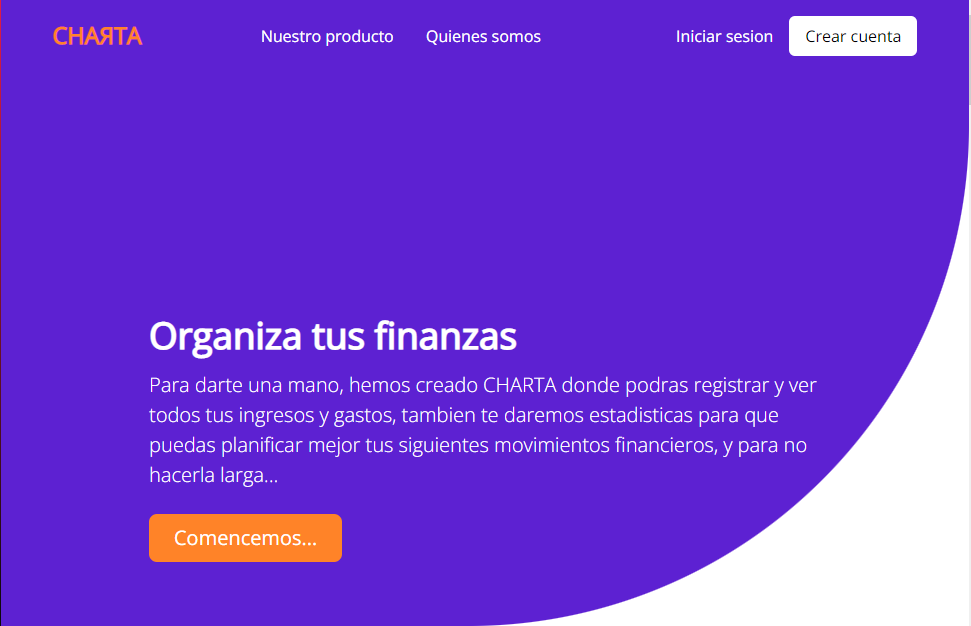 CHAЯTA
Nuestro producto
Quienes somos
Iniciar sesion
Crear cuenta
Organiza tus finanzas
Para darte una mano, hemos creado CHARTA donde podras registrar y ver
todos tus ingresos y gastos, tambien te daremos estadisticas para que
puedas planificar mejor tus siguientes movimientos financieros, y para no
hacerla larga...
Comencemos...